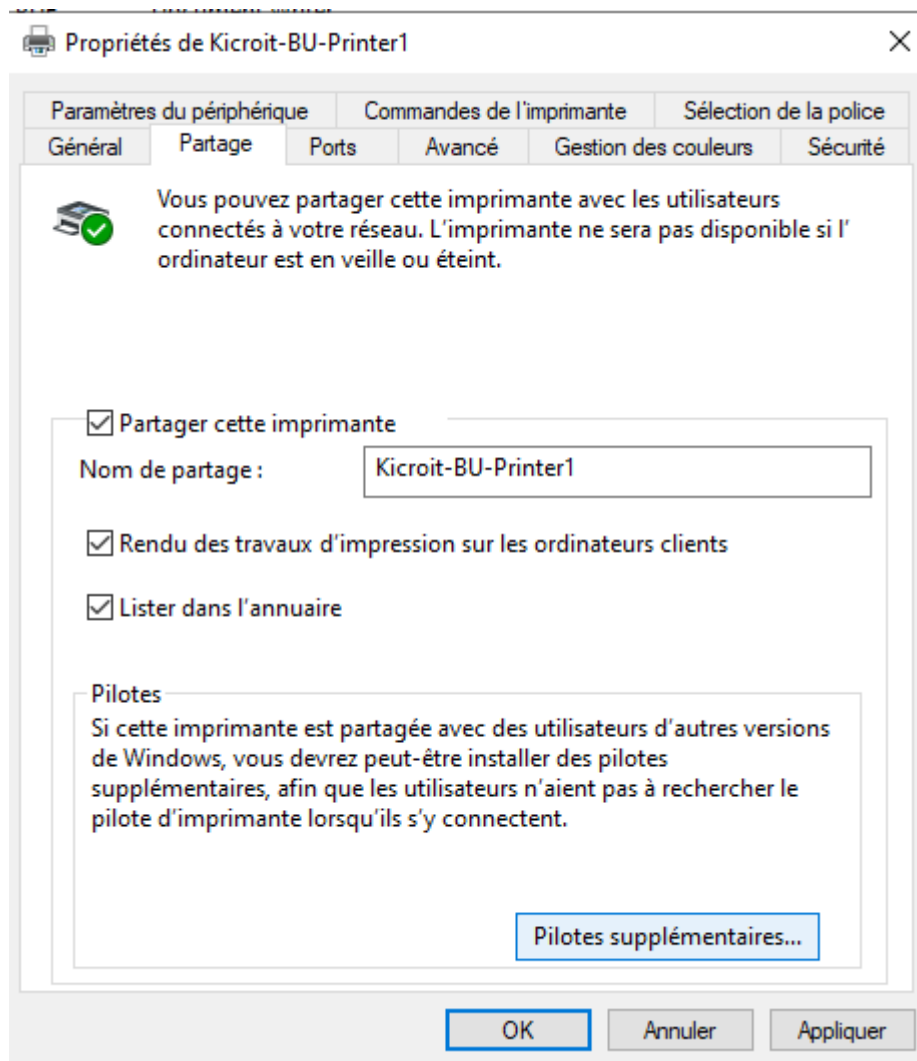 Propriétés de Kicroit-BU-Printer1
Paramètres du périphérique Commandes de l'imprimante Sélection de la police
Général Partage Ports Avancé Gestion des couleurs Sécurité
Vous pouvez partager cette imprimante avec les utilisateurs
connectés à votre réseau. L'imprimante ne sera pas disponible si l'
ordinateur est en veille ou éteint.
Partager cette imprimante
Nom de partage : Kicroit-BU-Printer1
Rendu des travaux d'impression sur les ordinateurs clients
Lister dans l'annuaire
Pilotes
Si cette imprimante est partagée avec des utilisateurs d'autres versions
de Windows, vous devrez peut-être installer des pilotes
supplémentaires, afin que les utilisateurs n'aient pas à rechercher le
pilote d'imprimante lorsqu'ils s'y connectent.
Pilotes supplémentaires...
OK Annuler Appliquer